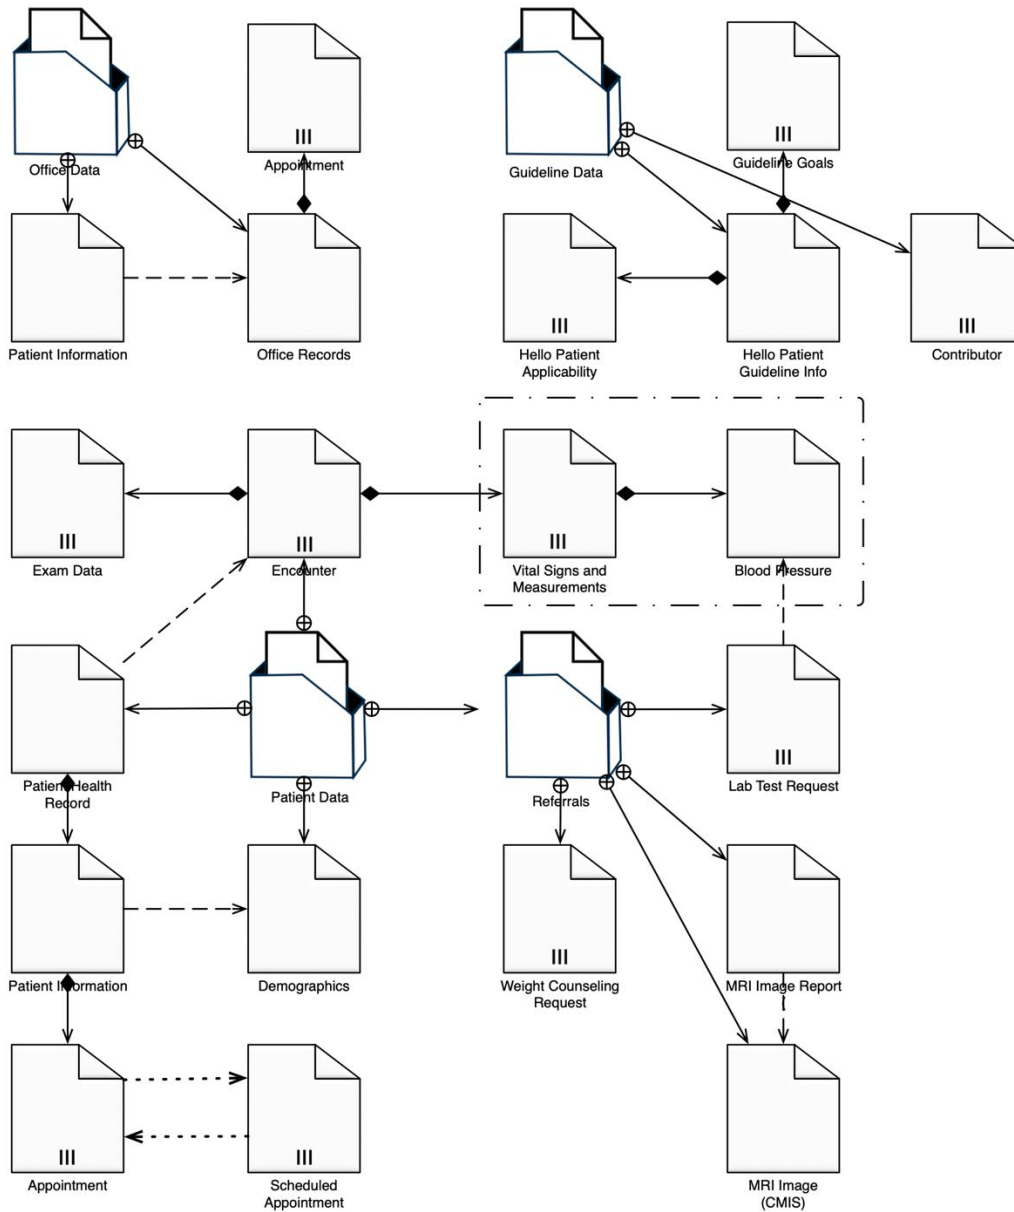 Office Data
Appointment
Guideline Data
Guideline Goals
Patient Information
Office Records
Hello Patient
Applicability
Hello Patient
Guideline Info
Contributor
Exam Data
Encounter
Vital Signs and
Measurements
Blood Pressure
Patient Health
Record
Patient Data
Referrals
Lab Test Request
Patient Information
Demographics
Weight Counseling
Request
MRI Image Report
Appointment
Scheduled
Appointment
MRI Image
(CMIS)